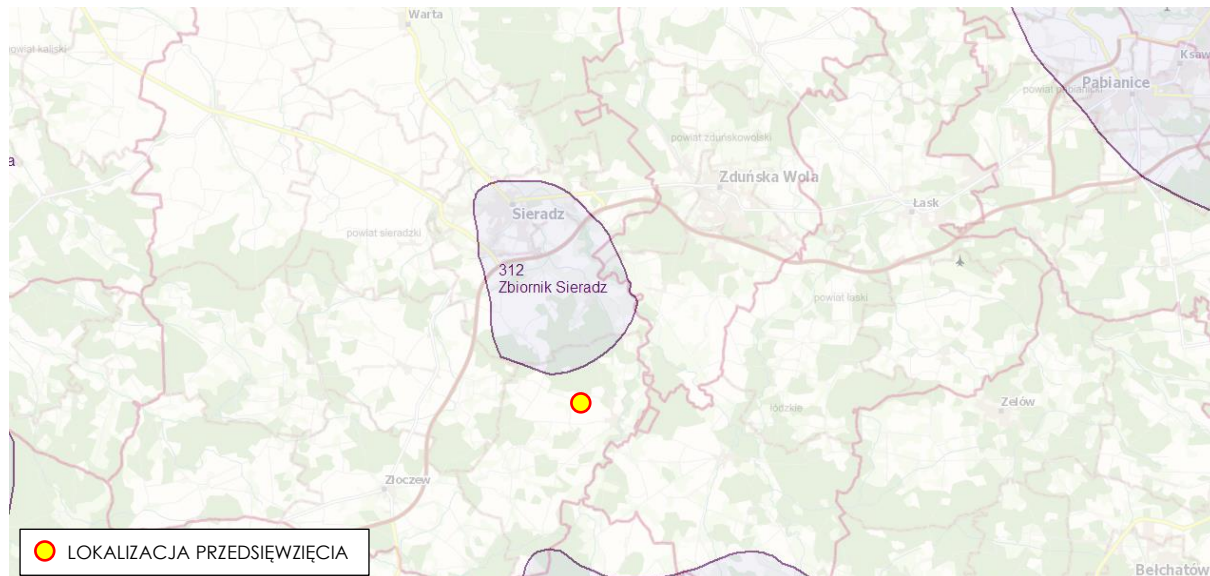 Warta
powiat kaliski
Ksaw
Pabianice
powiat pabianicki
powiat zduńskowolski
a
Zduńska Wola
Łask
Sieradz
powiat sieradzki
312
Zbiornik Sieradz
powiat łaski
łódzkie
Zelów
Złoczew
LOKALIZACJA PRZEDSIĘWZIĘCIA
Bełchatów